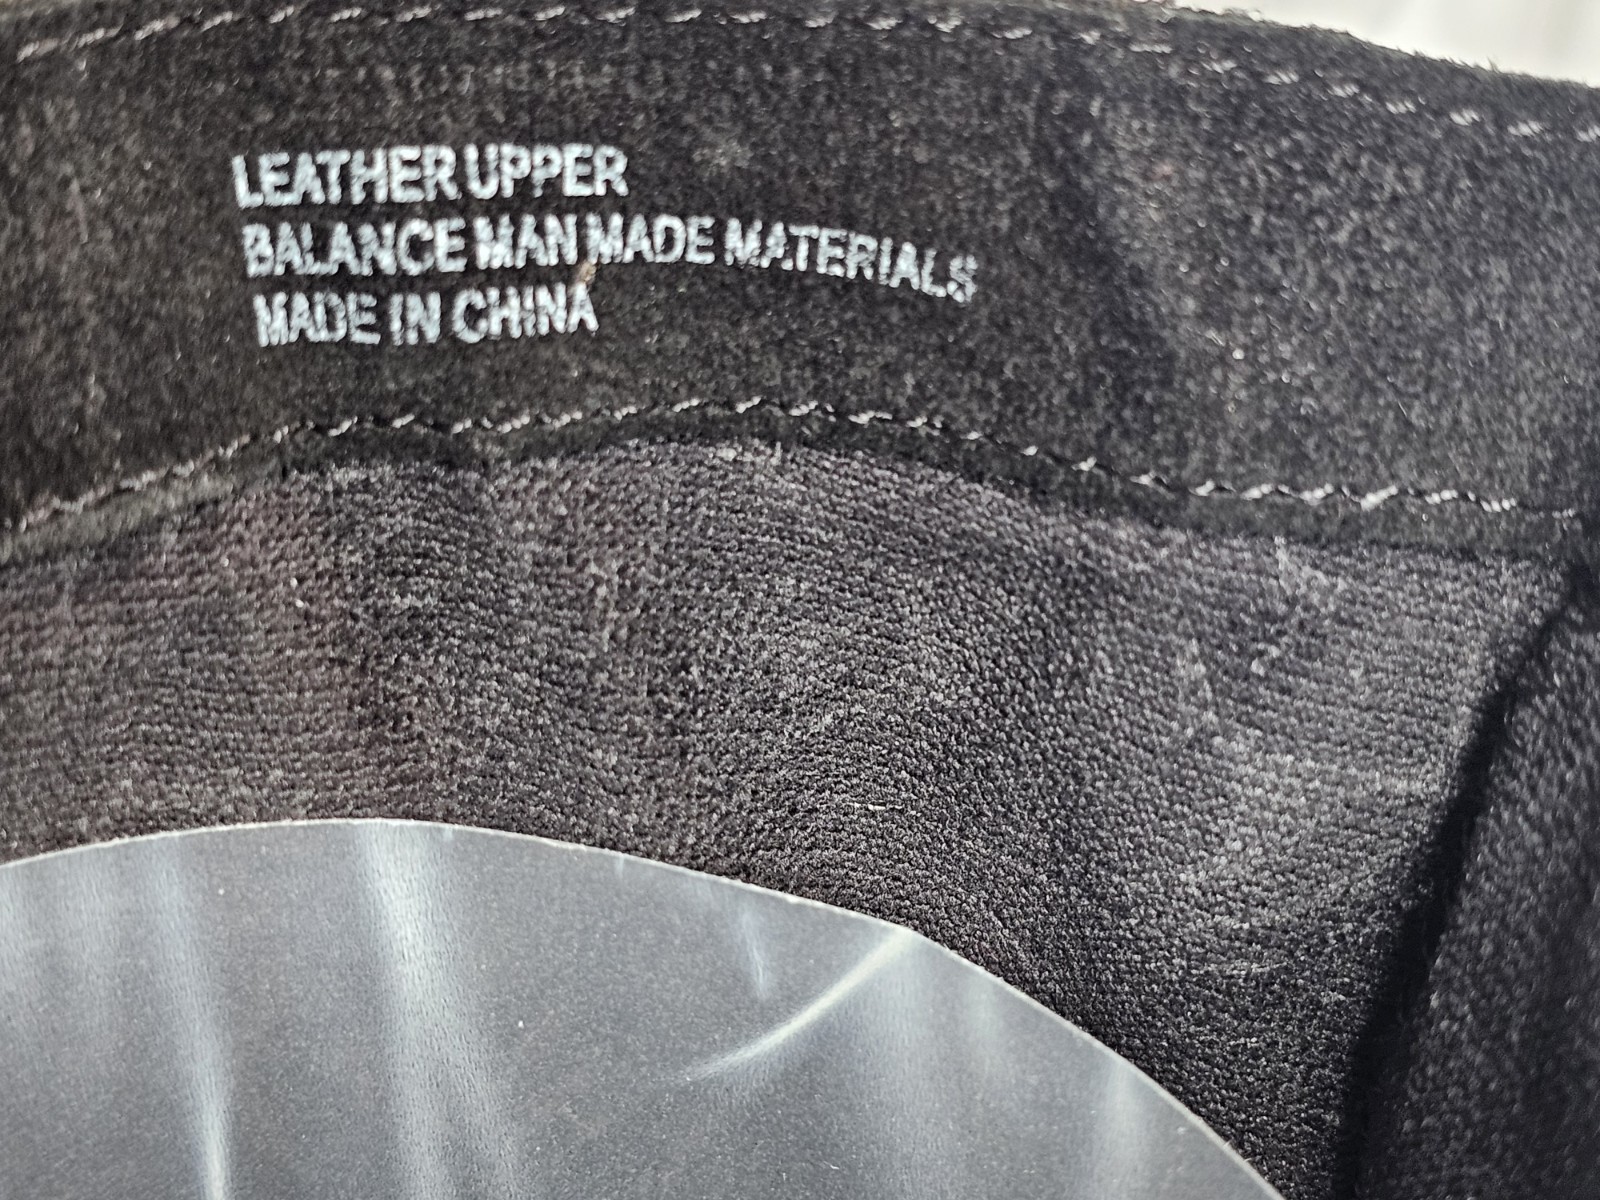 LEATHER UPPER
BALANCE MAN MADE MATERIALS
MADE IN CHINA